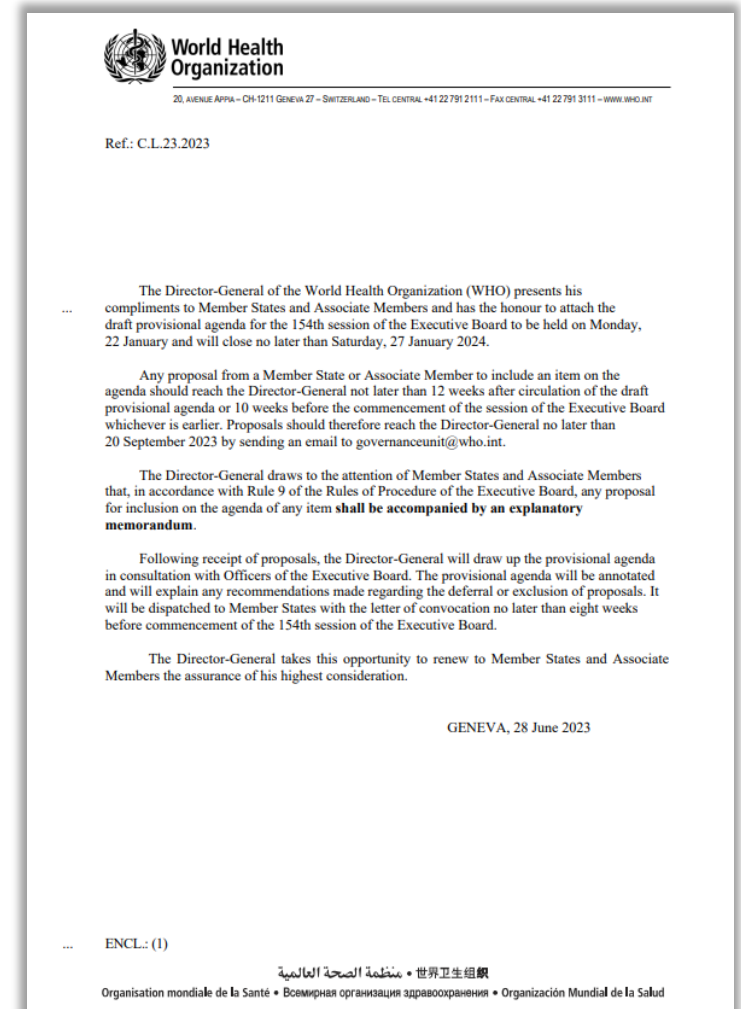 World Health
Organization
20, AVENUE APPIA – CH-1211 GENEVA 27 – SWITZERLAND – TEL CENTRAL +41 22 791 2111 – FAX CENTRAL +41 22 791 3111 – WWW.WHO.INT
Ref.: C.L.23.2023
The Director-General of the World Health Organization (WHO) presents his
... compliments to Member States and Associate Members and has the honour to attach the
draft provisional agenda for the 154th session of the Executive Board to be held on Monday,
22 January and will close no later than Saturday, 27 January 2024.
Any proposal from a Member State or Associate Member to include an item on the
agenda should reach the Director-General not later than 12 weeks after circulation of the draft
provisional agenda or 10 weeks before the commencement of the session of the Executive Board
whichever is earlier. Proposals should therefore reach the Director-General no later than
20 September 2023 by sending an email to governanceunit@who.int.
The Director-General draws to the attention of Member States and Associate Members
that, in accordance with Rule 9 of the Rules of Procedure of the Executive Board, any proposal
for inclusion on the agenda of any item shall be accompanied by an explanatory
memorandum.
Following receipt of proposals, the Director-General will draw up the provisional agenda
in consultation with Officers of the Executive Board. The provisional agenda will be annotated
and will explain any recommendations made regarding the deferral or exclusion of proposals. It
will be dispatched to Member States with the letter of convocation no later than eight weeks
before commencement of the 154th session of the Executive Board.
The Director-General takes this opportunity to renew to Member States and Associate
Members the assurance of his highest consideration.
GENEVA, 28 June 2023
... ENCL.: (1)
منظمة الصحة العالمية • 世界卫生组织
Organisation mondiale de la Santé • Всемирная организация здравоохранения • Organización Mundial de la Salud